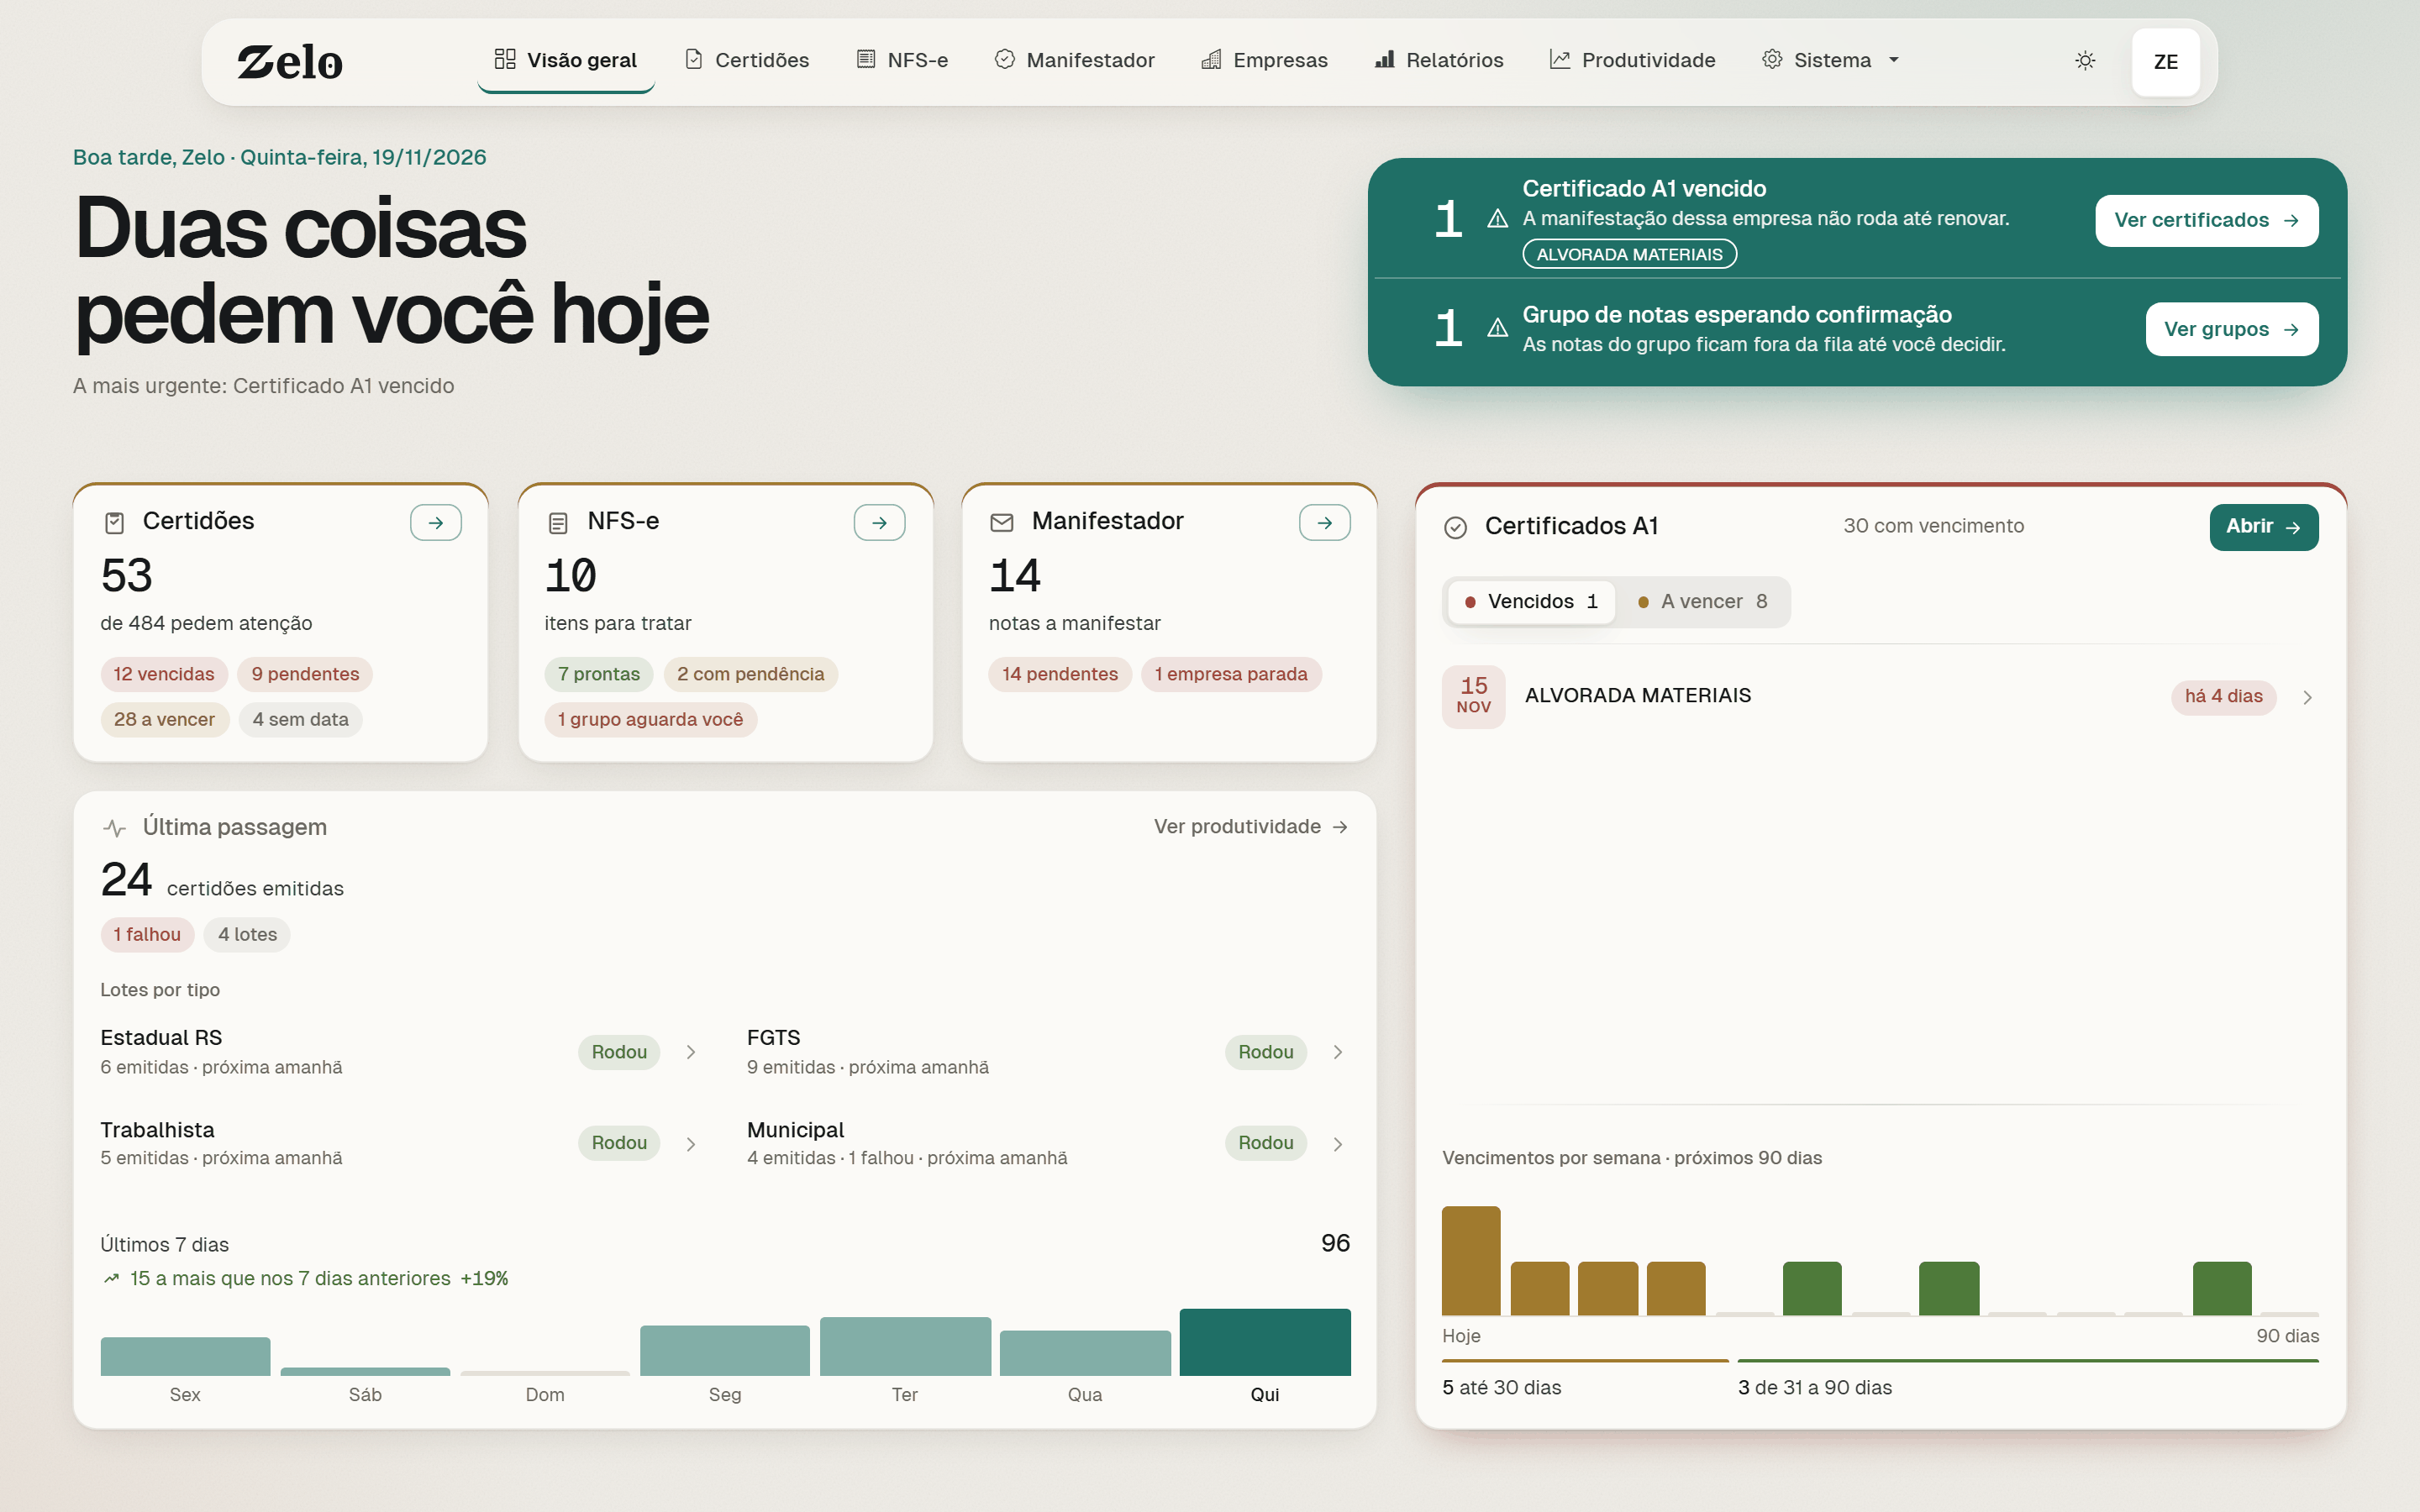 Zelo
Visão geral
Certidões
NFS-e
Manifestador
Empresas
Relatórios
Produtividade
Sistema
ZE
Boa tarde, Zelo · Quinta-feira, 19/11/2026
Duas coisas
pedem você hoje
A mais urgente: Certificado A1 vencido
1
Certificado A1 vencido
A manifestação dessa empresa não roda até renovar.
ALVORADA MATERIAIS
Ver certificados →
1
Grupo de notas esperando confirmação
As notas do grupo ficam fora da fila até você decidir.
Ver grupos →
Certidões
53
de 484 pedem atenção
12 vencidas
9 pendentes
28 a vencer
4 sem data
NFS-e
10
itens para tratar
7 prontas
2 com pendência
1 grupo aguarda você
Manifestador
14
notas a manifestar
14 pendentes
1 empresa parada
Certificados A1
30 com vencimento
Abrir →
Vencidos 1
A vencer 8
15
NOV
ALVORADA MATERIAIS
há 4 dias
Vencimentos por semana · próximos 90 dias
Hoje
90 dias
5 até 30 dias
3 de 31 a 90 dias
Última passagem
Ver produtividade →
24 certidões emitidas
1 falhou
4 lotes
Lotes por tipo
Estadual RS
6 emitidas · próxima amanhã
Rodou
FGTS
9 emitidas · próxima amanhã
Rodou
Trabalhista
5 emitidas · próxima amanhã
Rodou
Municipal
4 emitidas · 1 falhou · próxima amanhã
Rodou
Últimos 7 dias
96
15 a mais que nos 7 dias anteriores +19%
Sex
Sáb
Dom
Seg
Ter
Qua
Qui